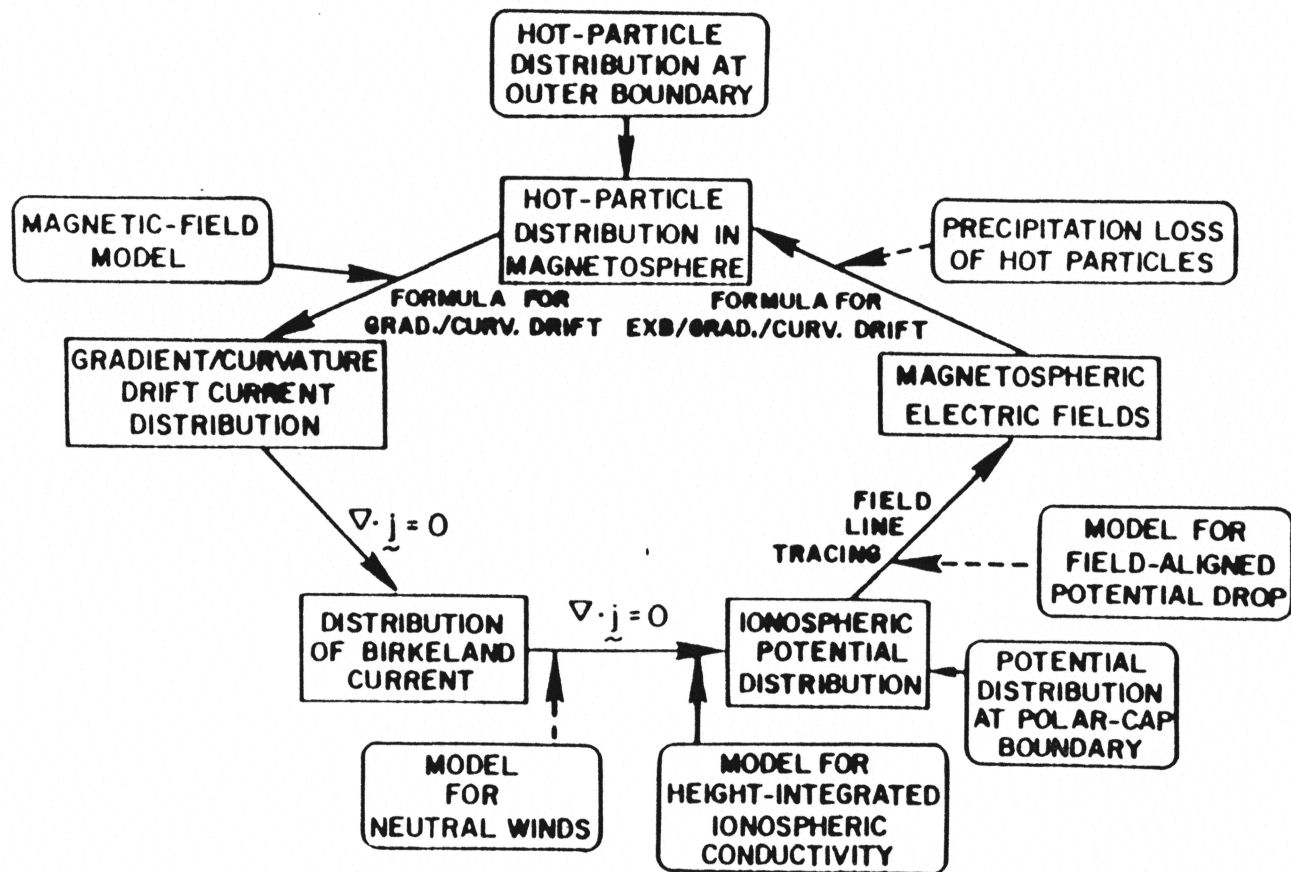 HOT-PARTICLE
DISTRIBUTION AT
OUTER BOUNDARY
HOT-PARTICLE
DISTRIBUTION IN
MAGNETOSPHERE
MAGNETIC-FIELD
MODEL
PRECIPITATION LOSS
OF HOT PARTICLES
FORMULA FOR
GRAD./CURV. DRIFT
FORMULA FOR
EXB/GRAD./CURV. DRIFT
GRADIENT/CURVATURE
DRIFT CURRENT
DISTRIBUTION
MAGNETOSPHERIC
ELECTRIC FIELDS
∇·j̰ = 0
FIELD
LINE
TRACING
MODEL FOR
FIELD-ALIGNED
POTENTIAL DROP
DISTRIBUTION
OF BIRKELAND
CURRENT
∇·j̰ = 0
IONOSPHERIC
POTENTIAL
DISTRIBUTION
POTENTIAL
DISTRIBUTION
AT POLAR-CAP
BOUNDARY
MODEL
FOR
NEUTRAL WINDS
MODEL FOR
HEIGHT-INTEGRATED
IONOSPHERIC
CONDUCTIVITY